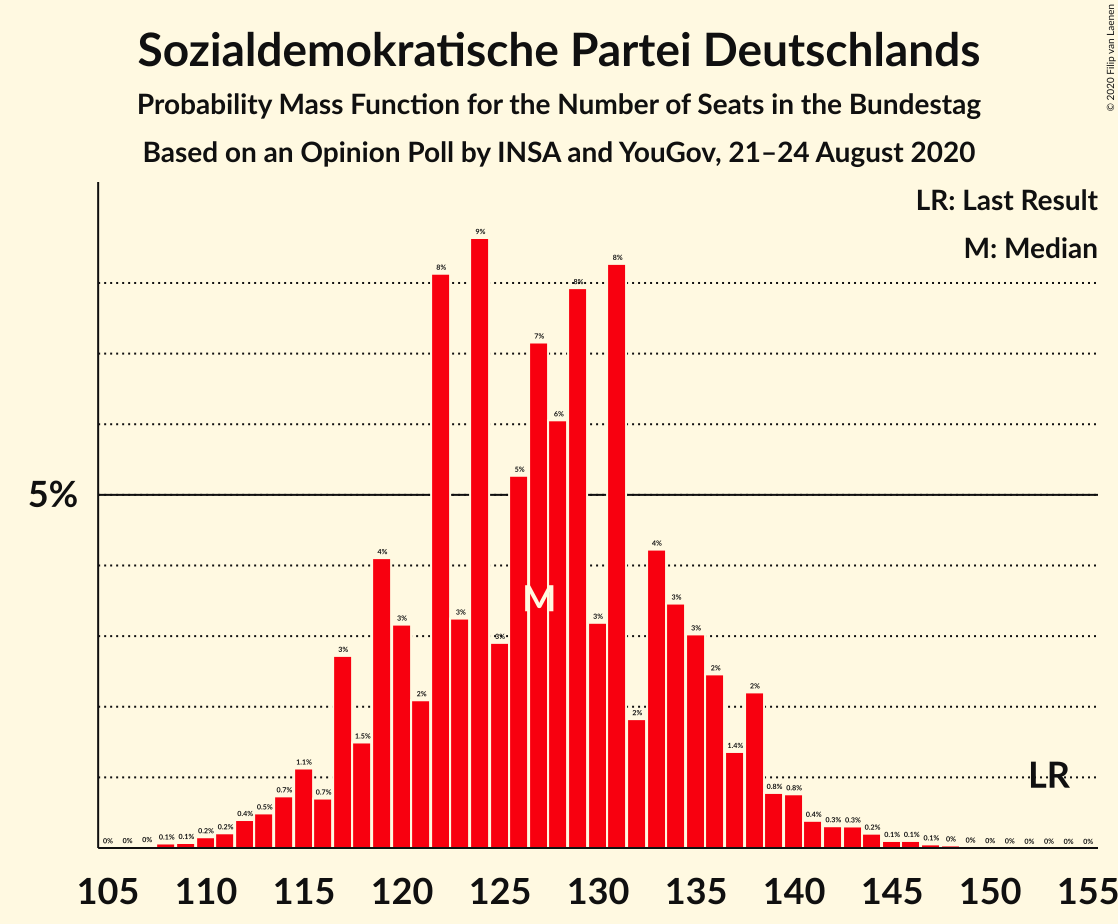 Sozialdemokratische Partei Deutschlands
Probability Mass Function for the Number of Seats in the Bundestag
Based on an Opinion Poll by INSA and YouGov, 21–24 August 2020
© 2020 Filip van Laenen
LR: Last Result
M: Median
5%
0% 0% 0% 0.1% 0.1% 0.2% 0.2% 0.4% 0.5% 0.7% 1.1% 0.7% 3% 1.5% 4% 3% 2% 8% 3% 9% 3% 5% 7% 6% 8% 3% 8% 2% 4% 3% 3% 2% 1.4% 2% 0.8% 0.8% 0.4% 0.3% 0.3% 0.2% 0.1% 0.1% 0.1% 0% 0% 0% 0% 0% 0% 0% 0%
M
LR
105 110 115 120 125 130 135 140 145 150 155